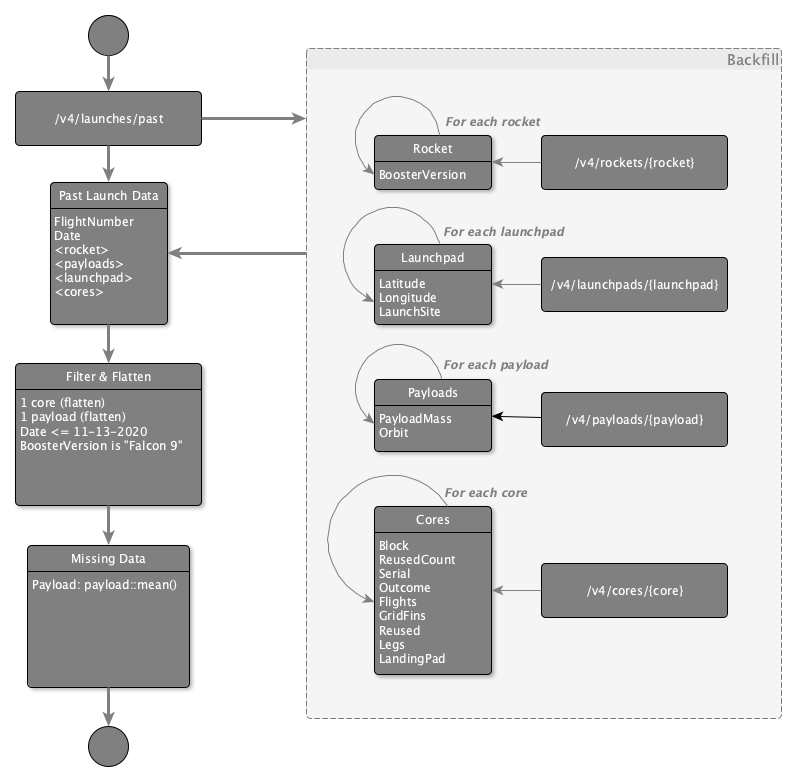 /v4/launches/past
Past Launch Data
FlightNumber
Date
<rocket>
<payloads>
<launchpad>
<cores>
Filter & Flatten
1 core (flatten)
1 payload (flatten)
Date <= 11-13-2020
BoosterVersion is "Falcon 9"
Missing Data
Payload: payload::mean()
Backfill
For each rocket
Rocket
BoosterVersion
/v4/rockets/{rocket}
For each launchpad
Launchpad
Latitude
Longitude
LaunchSite
/v4/launchpads/{launchpad}
For each payload
Payloads
PayloadMass
Orbit
/v4/payloads/{payload}
For each core
Cores
Block
ReusedCount
Serial
Outcome
Flights
GridFins
Reused
Legs
LandingPad
/v4/cores/{core}